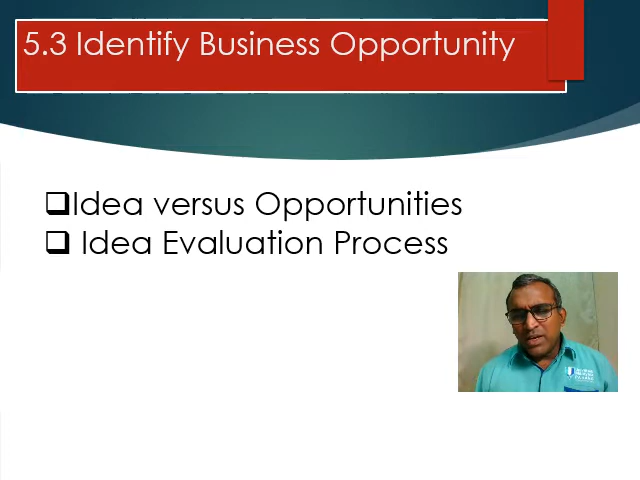 5.3 Identify Business Opportunity
Idea versus Opportunities
Idea Evaluation Process